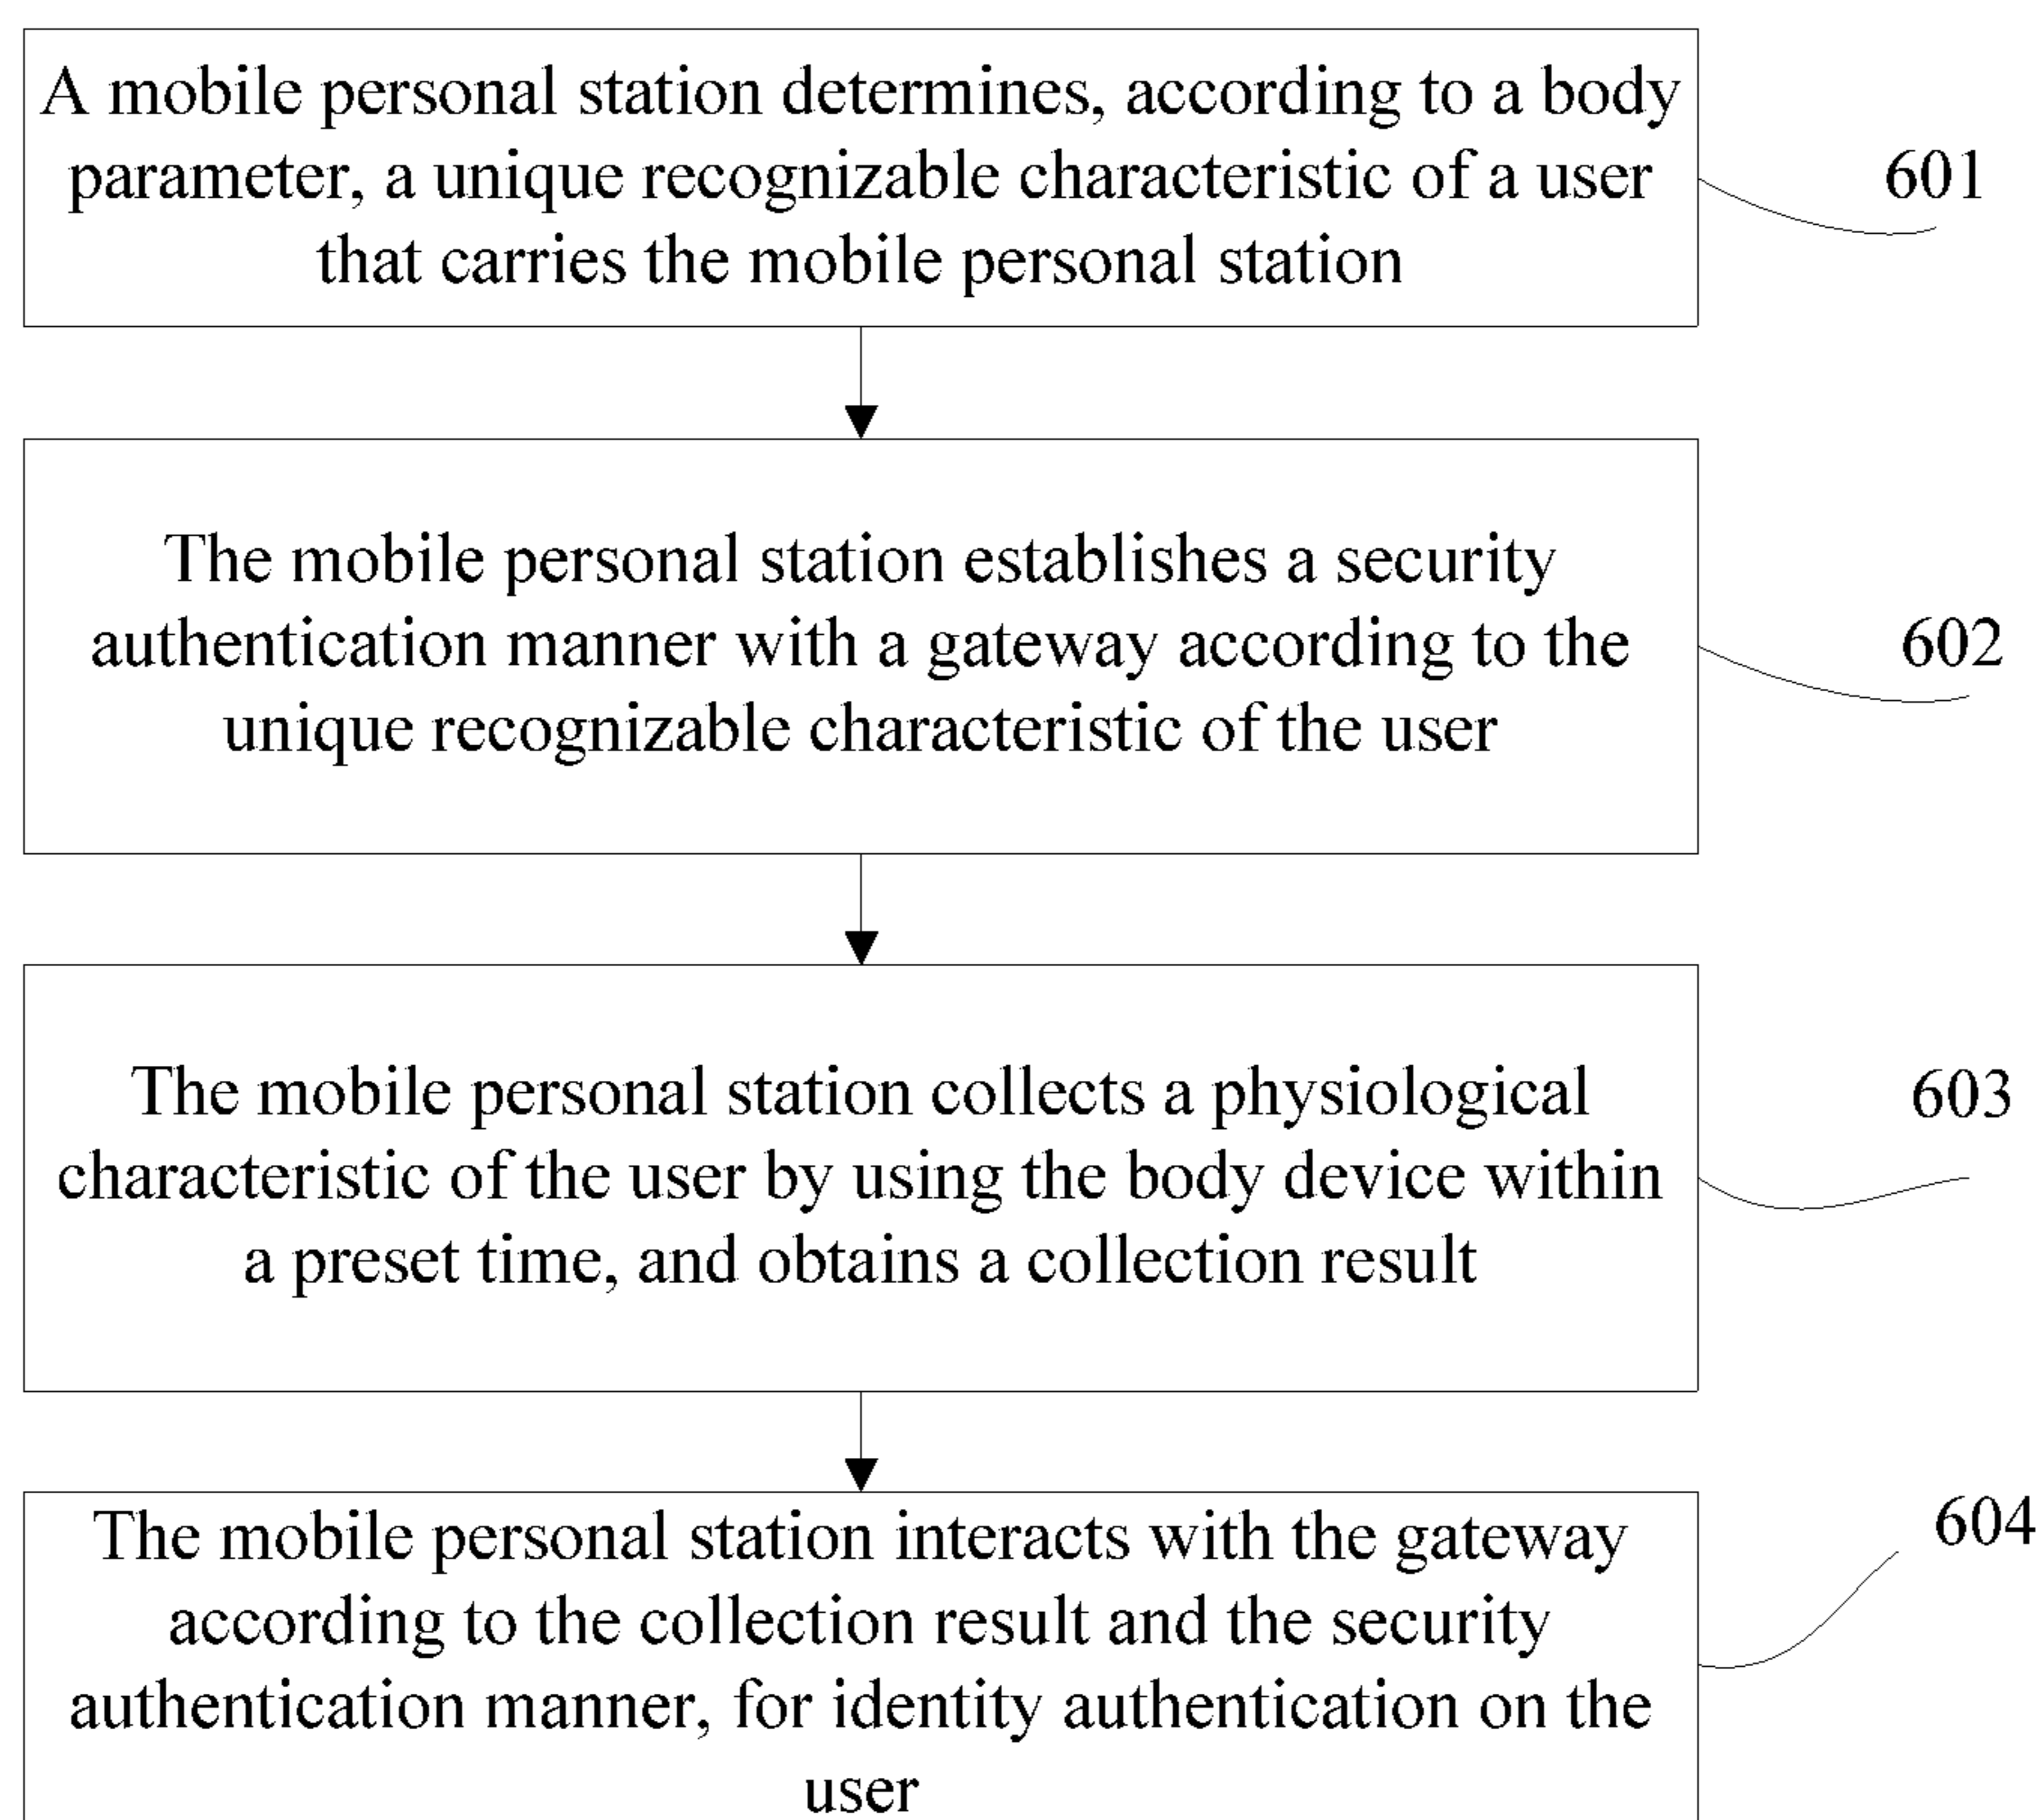 A mobile personal station determines, according to a body
parameter, a unique recognizable characteristic of a user
that carries the mobile personal station
601
The mobile personal station establishes a security
authentication manner with a gateway according to the
unique recognizable characteristic of the user
602
The mobile personal station collects a physiological
characteristic of the user by using the body device within
a preset time, and obtains a collection result
603
The mobile personal station interacts with the gateway
according to the collection result and the security
authentication manner, for identity authentication on the
user
604